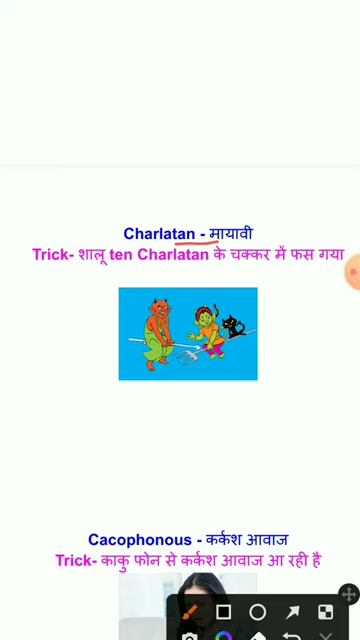 Charlatan - मायावी
Trick- शालू ten Charlatan के चक्कर में फस गया
Cacophonous - कर्कश आवाज
Trick- काकु फोन से कर्कश आवाज आ रही है